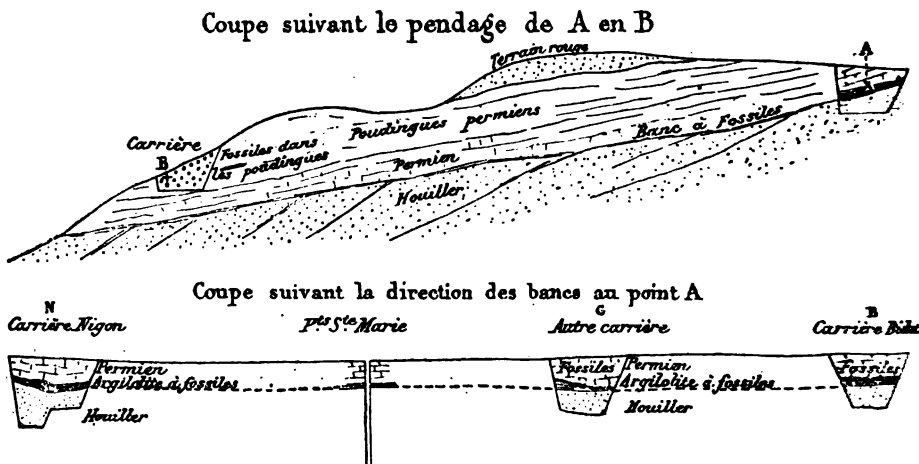 Coupe suivant le pendage de A en B
Terrain rouge
A
Carrière
B
Fossiles dans
les poudingues
Poudingues permiens
Banc à Fossiles
Permien
Houiller
Coupe suivant la direction des bancs au point A
N
Carrière Nigon
Pts Ste Marie
G
Autre carrière
B
Carrière
Permien
Argilolite à fossiles
Houiller
Fossiles
Permien
Argilolite à fossiles
Houiller
Fossiles